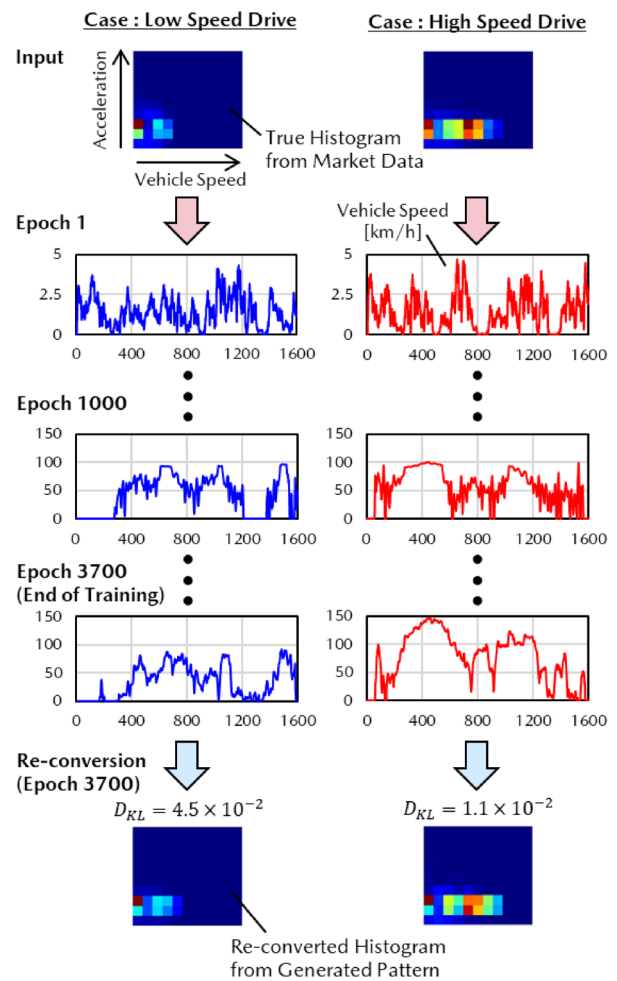 Case : Low Speed Drive
Case : High Speed Drive
Input
Acceleration
Vehicle Speed
True Histogram
from Market Data
Epoch 1
Vehicle Speed
[km/h]
5
2.5
0
0 400 800 1200 1600
5
2.5
0
0 400 800 1200 1600
Epoch 1000
150
100
50
0
0 400 800 1200 1600
150
100
50
0
0 400 800 1200 1600
Epoch 3700
(End of Training)
150
100
50
0
0 400 800 1200 1600
150
100
50
0
0 400 800 1200 1600
Re-conversion
(Epoch 3700)
D_{KL} = 4.5 × 10^{-2}
D_{KL} = 1.1 × 10^{-2}
Re-converted Histogram
from Generated Pattern